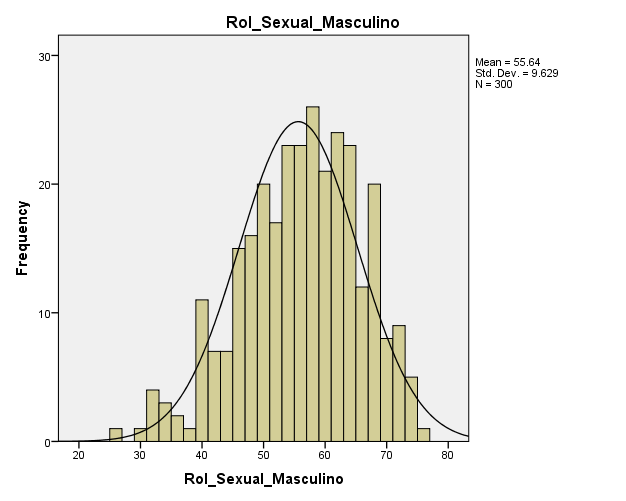 Rol_Sexual_Masculino
Mean = 55.64
Std. Dev. = 9.629
N = 300
30
20
10
0
Frequency
20 30 40 50 60 70 80
Rol_Sexual_Masculino